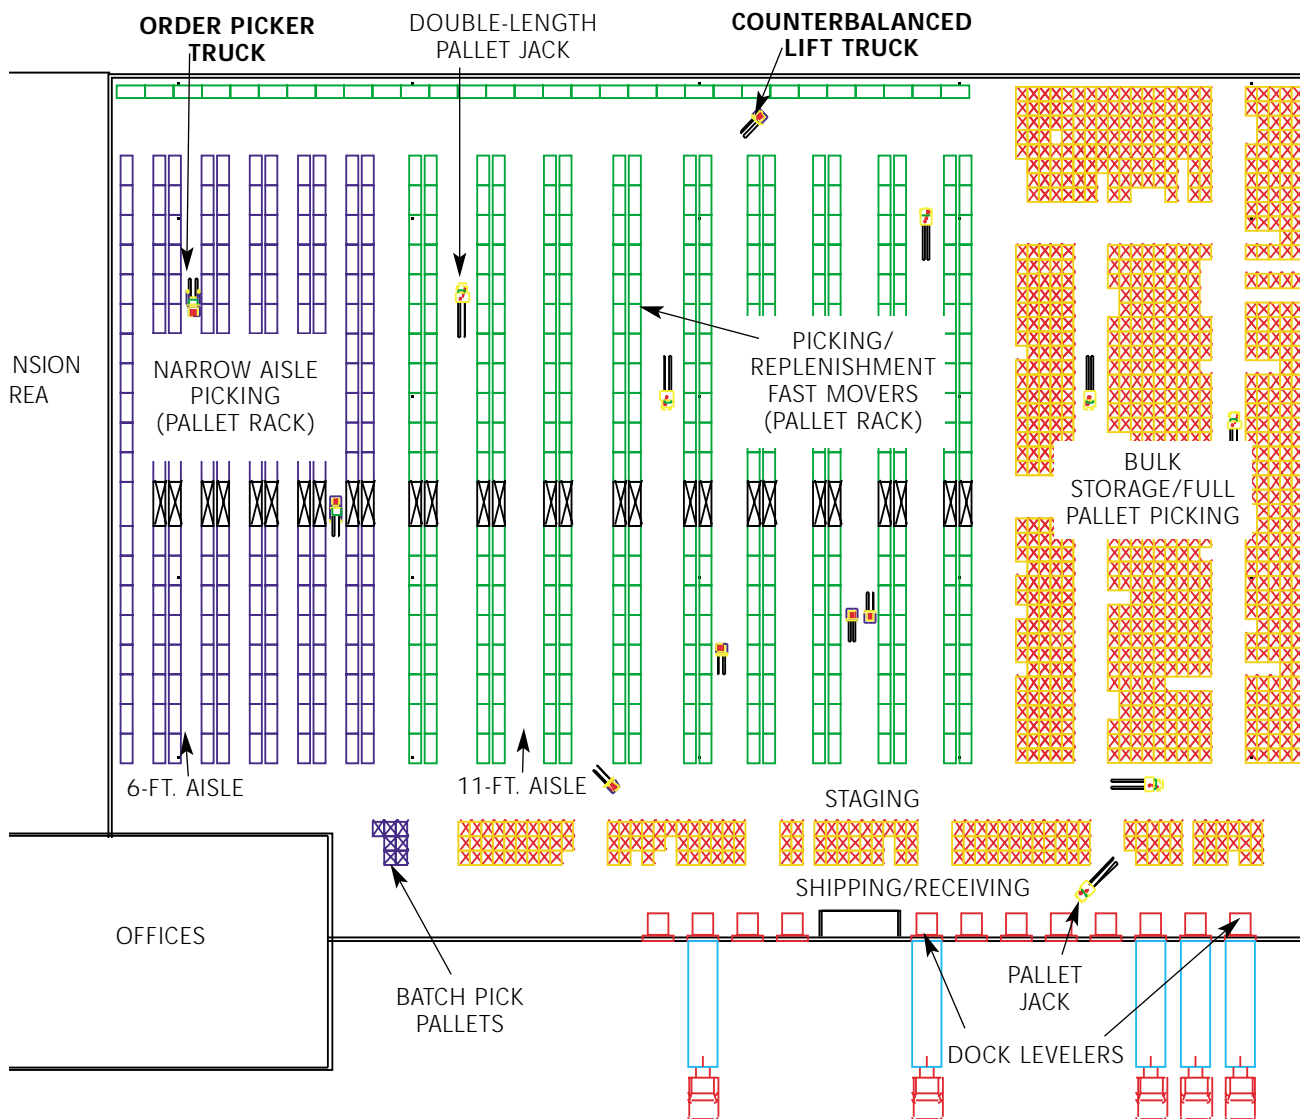 ORDER PICKER
TRUCK
DOUBLE-LENGTH
PALLET JACK
COUNTERBALANCED
LIFT TRUCK
NSION
REA
NARROW AISLE
PICKING
(PALLET RACK)
PICKING/
REPLENISHMENT
FAST MOVERS
(PALLET RACK)
BULK
STORAGE/FULL
PALLET PICKING
6-FT. AISLE
11-FT. AISLE
STAGING
SHIPPING/RECEIVING
OFFICES
BATCH PICK
PALLETS
PALLET
JACK
DOCK LEVELERS